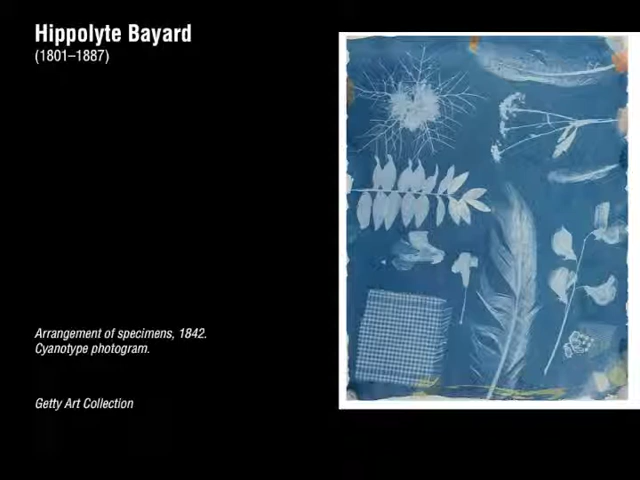 Hippolyte Bayard
(1801–1887)
Arrangement of specimens, 1842.
Cyanotype photogram.
Getty Art Collection